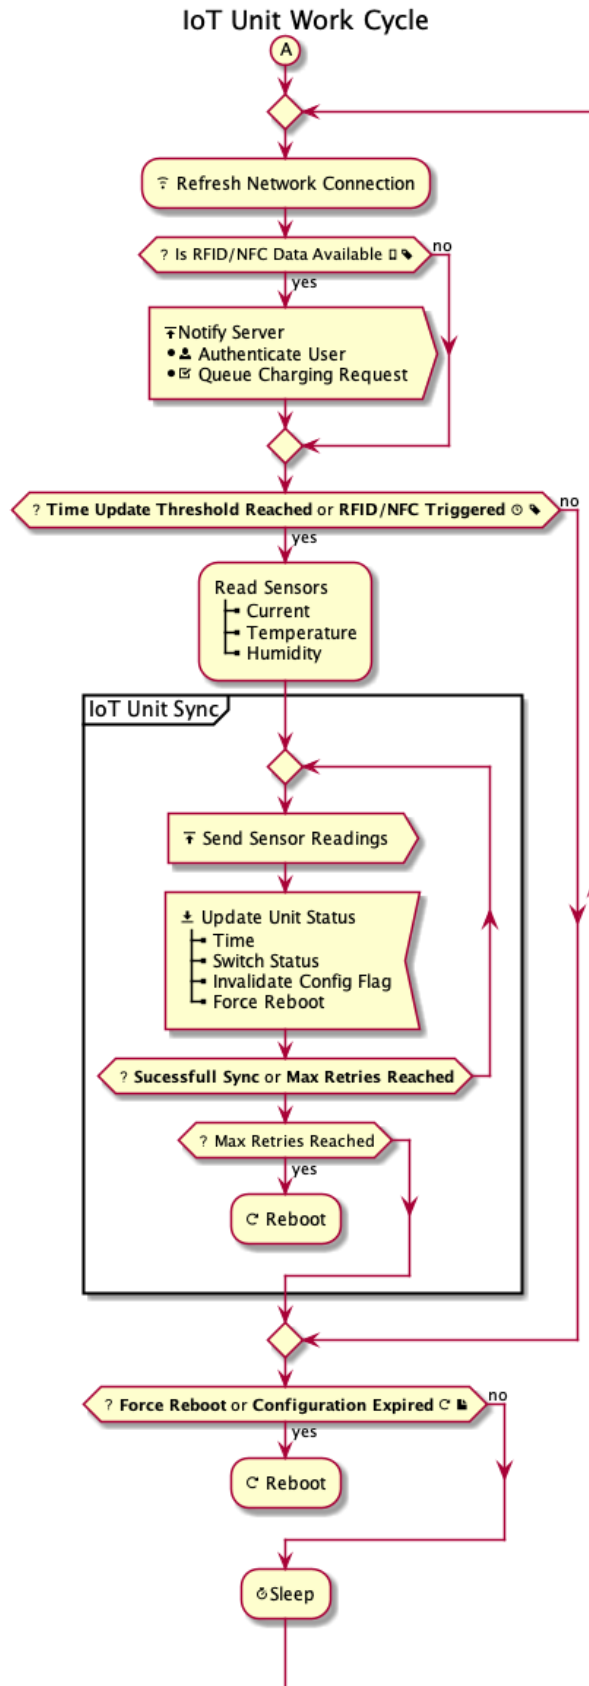 IoT Unit Work Cycle
A
Refresh Network Connection
? Is RFID/NFC Data Available
no
yes
Notify Server
Authenticate User
Queue Charging Request
? Time Update Threshold Reached or RFID/NFC Triggered
no
yes
Read Sensors
Current
Temperature
Humidity
IoT Unit Sync
Send Sensor Readings
Update Unit Status
Time
Switch Status
Invalidate Config Flag
Force Reboot
? Sucessfull Sync or Max Retries Reached
? Max Retries Reached
yes
Reboot
? Force Reboot or Configuration Expired
no
yes
Reboot
Sleep